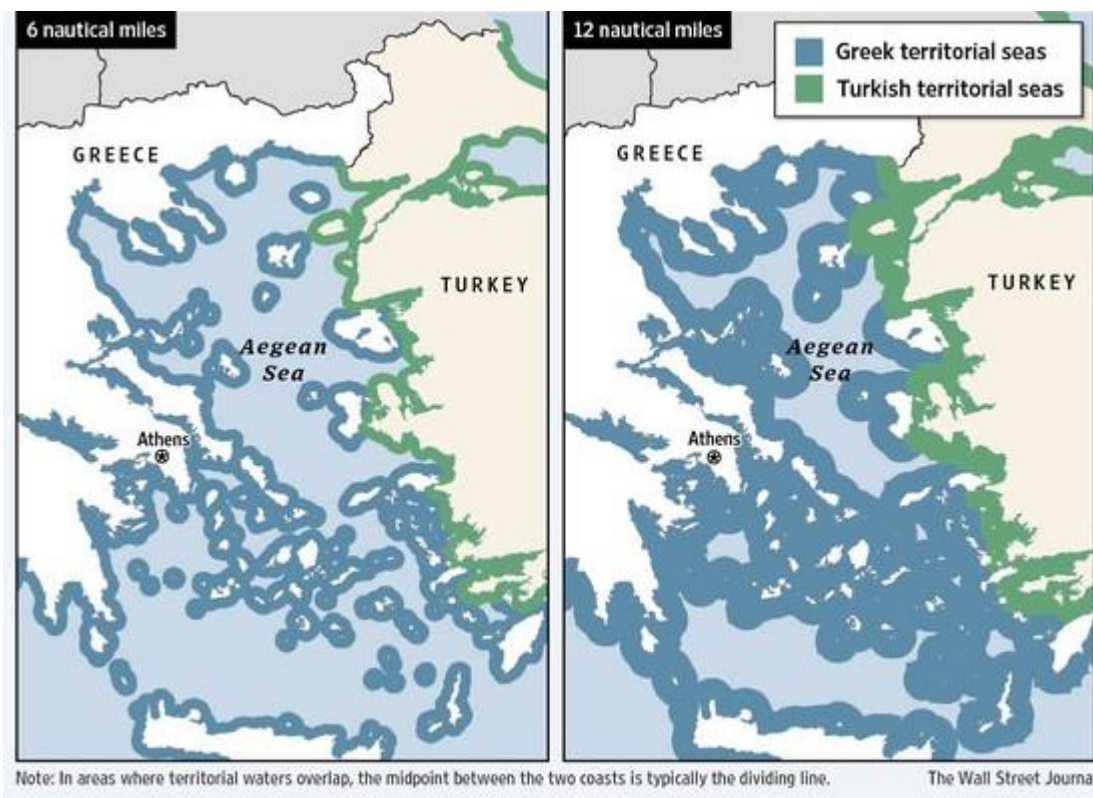 6 nautical miles
GREECE
TURKEY
Aegean
Sea
Athens
12 nautical miles
Greek territorial seas
Turkish territorial seas
GREECE
TURKEY
Aegean
Sea
Athens
Note: In areas where territorial waters overlap, the midpoint between the two coasts is typically the dividing line.
The Wall Street Journa